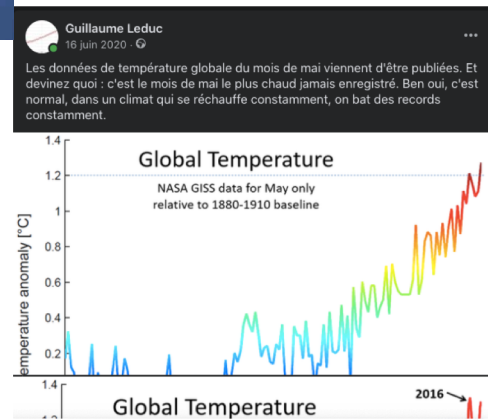 Guillaume Leduc
16 juin 2020 ·
Les données de température globale du mois de mai viennent d'être publiées. Et
devinez quoi : c'est le mois de mai le plus chaud jamais enregistré. Ben oui, c'est
normal, dans un climat qui se réchauffe constamment, on bat des records
constamment.
1.4
Global Temperature
1.2
NASA GISS data for May only
relative to 1880-1910 baseline
1
0.8
0.6
0.4
0.2
emperature anomaly [°C]
1.4
2016
Global Temperature